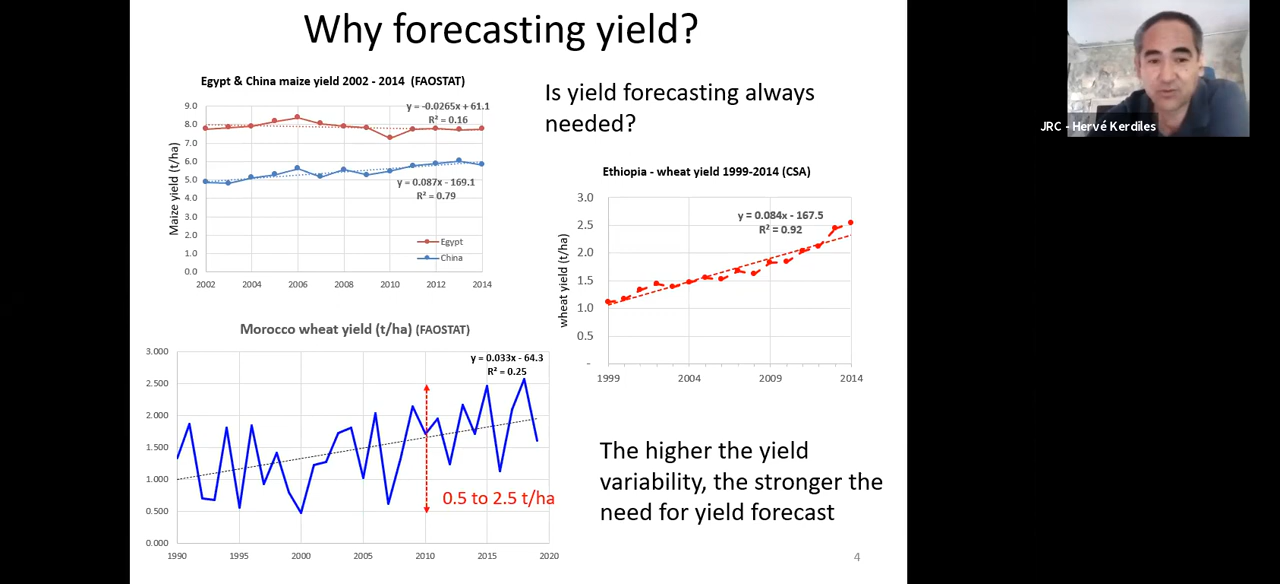 Why forecasting yield?
JRC - Hervé Kerdiles
Egypt & China maize yield 2002 - 2014 (FAOSTAT)
Maize yield (t/ha)
9.0
8.0
7.0
6.0
5.0
4.0
3.0
2.0
1.0
0.0
y = -0.0265x + 61.1
R² = 0.16
y = 0.087x - 169.1
R² = 0.79
Egypt
China
2002 2004 2006 2008 2010 2012 2014
Is yield forecasting always
needed?
Ethiopia - wheat yield 1999-2014 (CSA)
wheat yield (t/ha)
3.0
2.5
2.0
1.5
1.0
0.5
-
y = 0.084x - 167.5
R² = 0.92
1999 2004 2009 2014
Morocco wheat yield (t/ha) (FAOSTAT)
3.000
2.500
2.000
1.500
1.000
0.500
0.000
y = 0.033x - 64.3
R² = 0.25
0.5 to 2.5 t/ha
1990 1995 2000 2005 2010 2015 2020
The higher the yield
variability, the stronger the
need for yield forecast
4